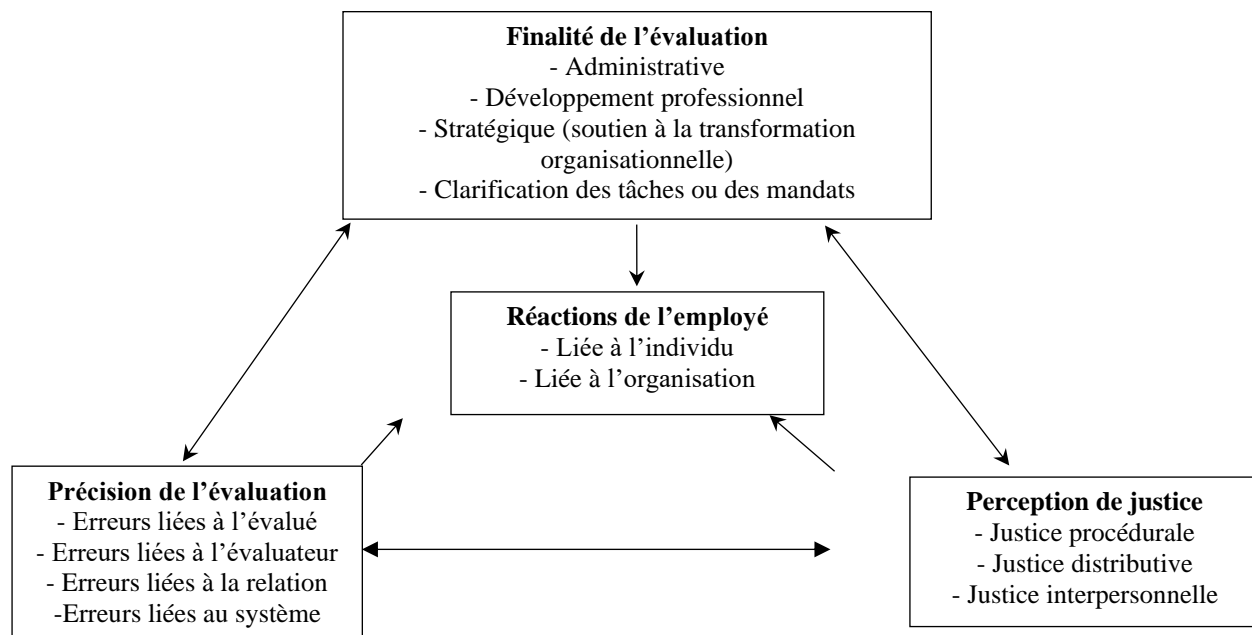 Finalité de l’évaluation
- Administrative
- Développement professionnel
- Stratégique (soutien à la transformation
organisationnelle)
- Clarification des tâches ou des mandats
Réactions de l’employé
- Liée à l’individu
- Liée à l’organisation
Précision de l’évaluation
- Erreurs liées à l’évalué
- Erreurs liées à l’évaluateur
- Erreurs liées à la relation
-Erreurs liées au système
Perception de justice
- Justice procédurale
- Justice distributive
- Justice interpersonnelle